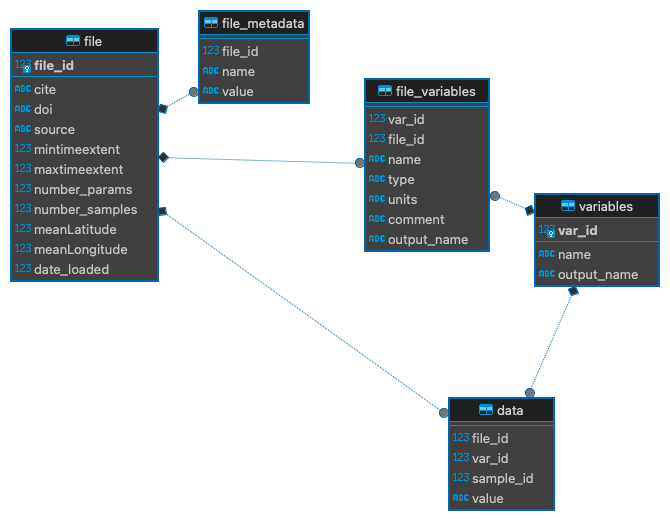 file
123 file_id
ABC cite
ABC doi
ABC source
123 mintimeextent
123 maxtimeextent
123 number_params
123 number_samples
123 meanLatitude
123 meanLongitude
123 date_loaded
file_metadata
123 file_id
ABC name
ABC value
file_variables
123 var_id
123 file_id
ABC name
ABC type
ABC units
ABC comment
ABC output_name
variables
123 var_id
ABC name
ABC output_name
data
123 file_id
123 var_id
123 sample_id
123 value